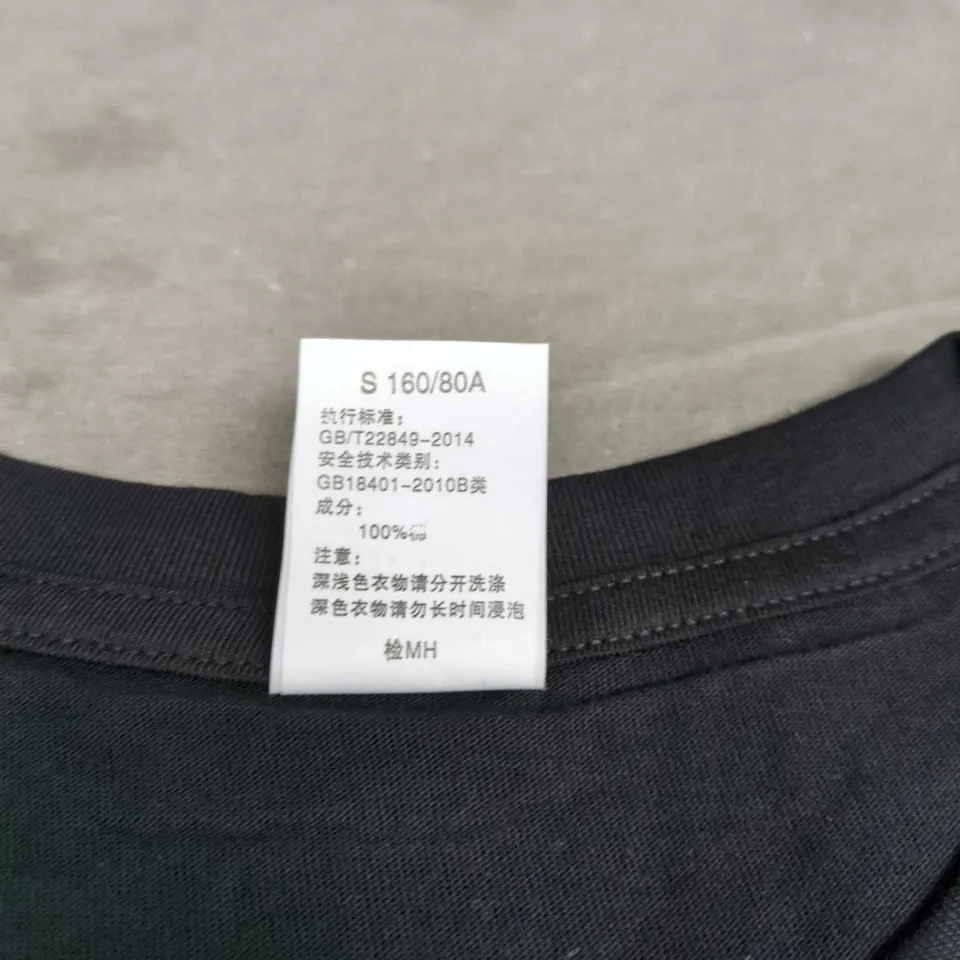 S 160/80A
执行标准：
GB/T22849-2014
安全技术类别：
GB18401-2010B类
成分：
100%棉
注意：
深浅色衣物请分开洗涤
深色衣物请勿长时间浸泡
检MH